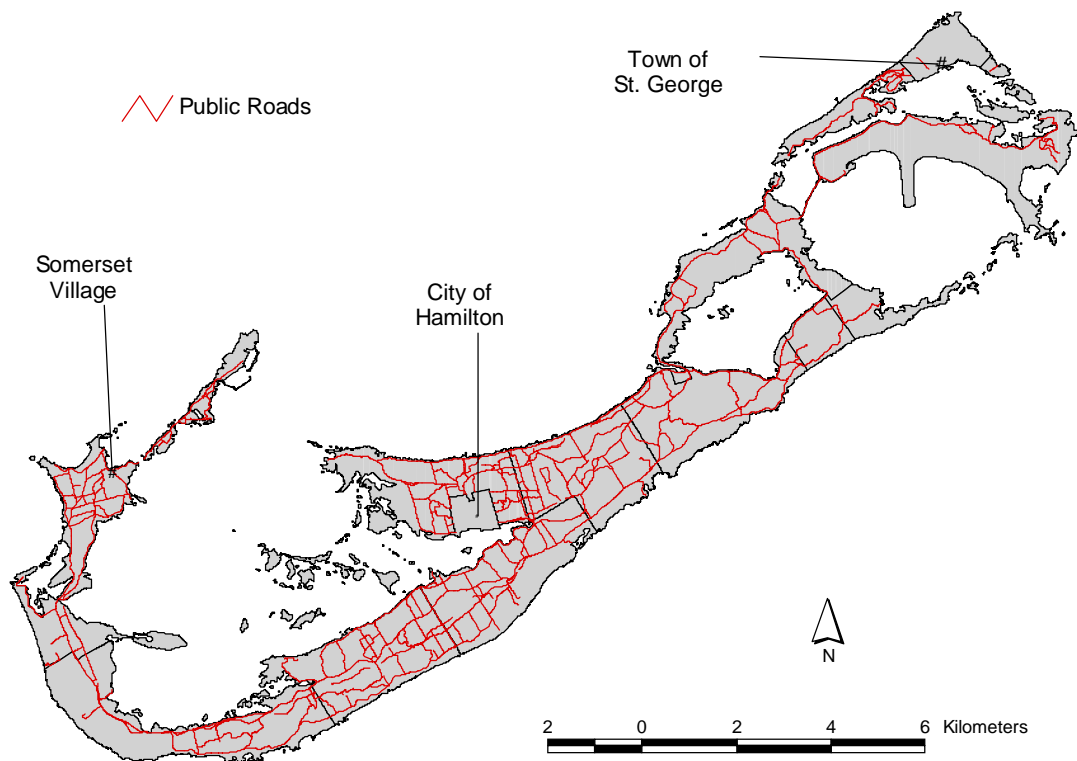 Town of
St. George
Public Roads
Somerset
Village
City of
Hamilton
N
2 0 2 4 6 Kilometers